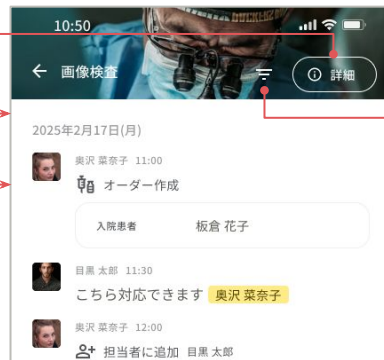 10:50
画像検査
詳細
2025年2月17日(月)
奥沢 菜奈子 11:00
オーダー作成
入院患者 板倉 花子
目黒 太郎 11:30
こちら対応できます 奥沢 菜奈子
奥沢 菜奈子 12:00
担当者に追加 目黒 太郎